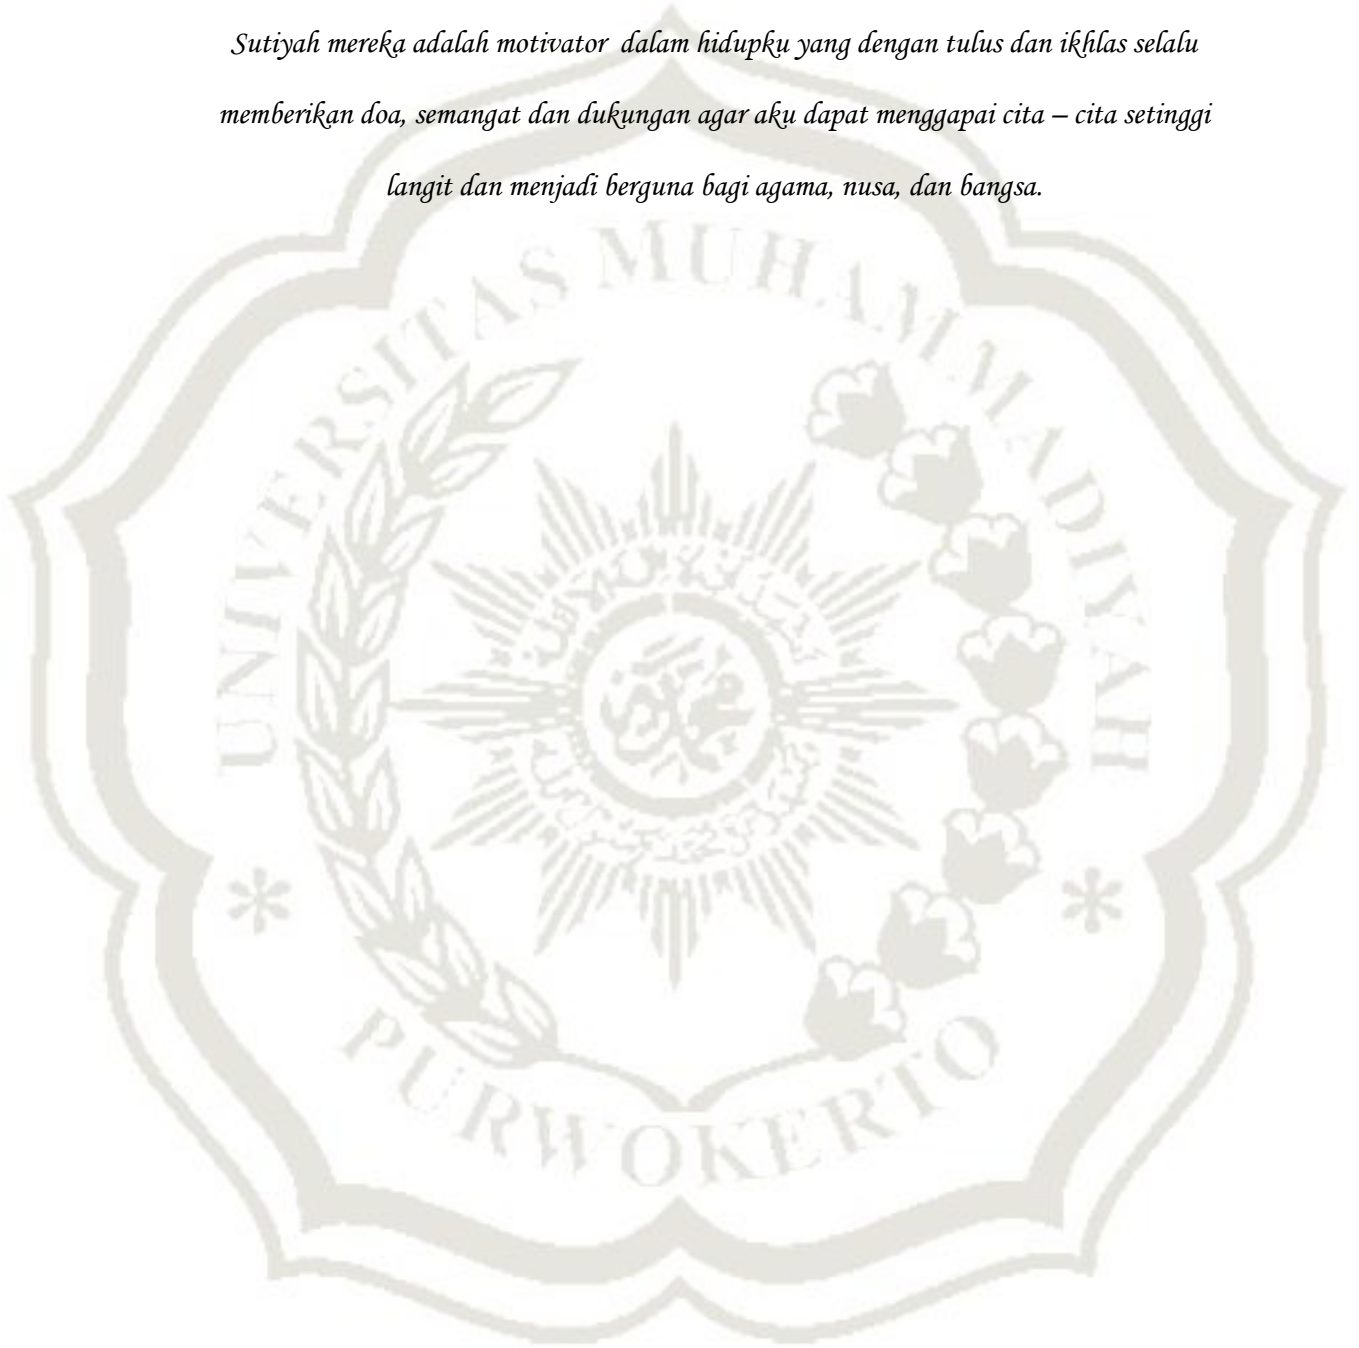 Sutiyah mereka adalah motivator dalam hidupku yang dengan tulus dan ikhlas selalu
memberikan doa, semangat dan dukungan agar aku dapat menggapai cita – cita setinggi
langit dan menjadi berguna bagi agama, nusa, dan bangsa.
UNIVERSITAS MUHAMMADIYAH
PURWOKERTO